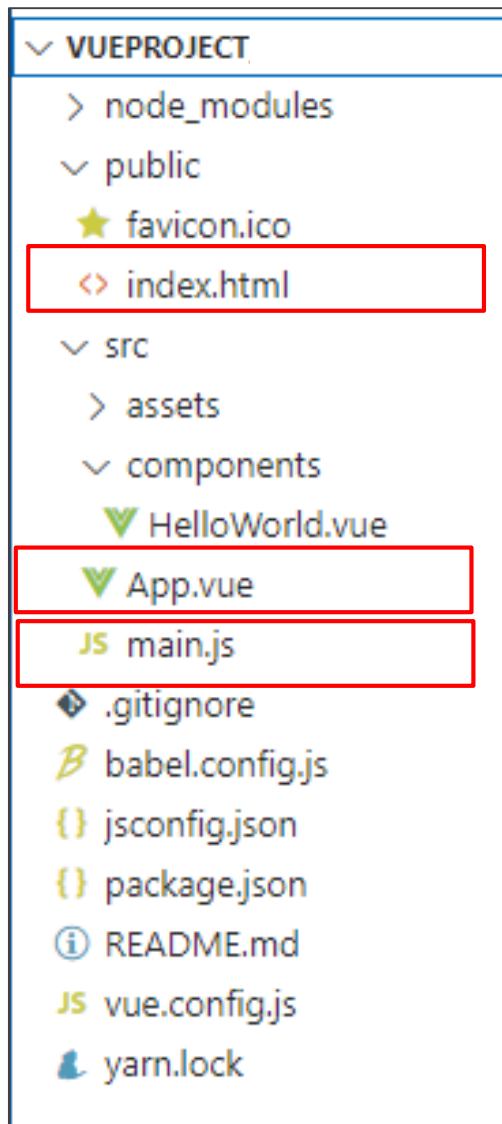 VUEPROJECT
node_modules
public
favicon.ico
<> index.html
src
assets
components
HelloWorld.vue
App.vue
JS main.js
.gitignore
babel.config.js
{} jsconfig.json
{} package.json
README.md
JS vue.config.js
yarn.lock